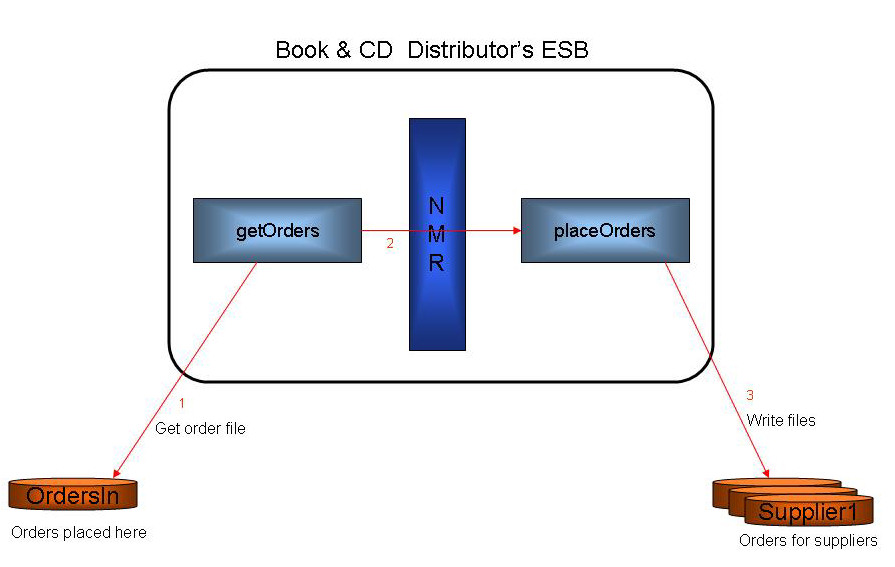 Book & CD  Distributor's ESB
N
M
R
getOrders
placeOrders
2
1
Get order file
3
Write files
OrdersIn
Orders placed here
Supplier1
Orders for suppliers